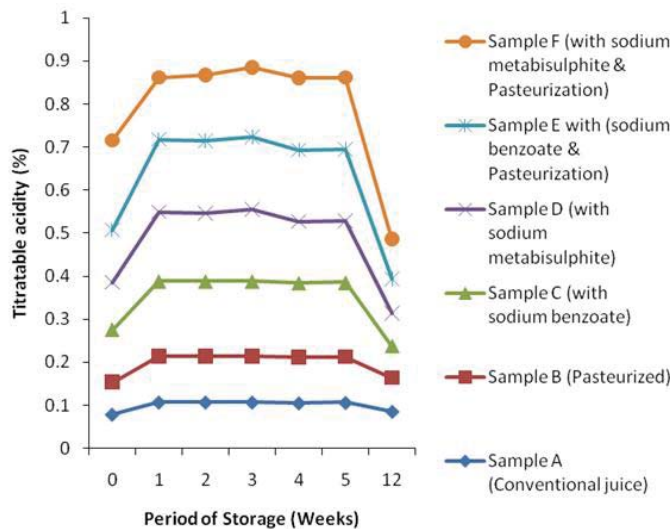 1
0.9
0.8
0.7
0.6
0.5
0.4
0.3
0.2
0.1
0
Titratable acidity (%)
0 1 2 3 4 5 12
Period of Storage (Weeks)
Sample F (with sodium
metabisulphite &
Pasteurization)
Sample E with (sodium
benzoate &
Pasteurization)
Sample D (with
sodium
metabisulphite)
Sample C (with
sodium benzoate)
Sample B (Pasteurized)
Sample A
(Conventional juice)